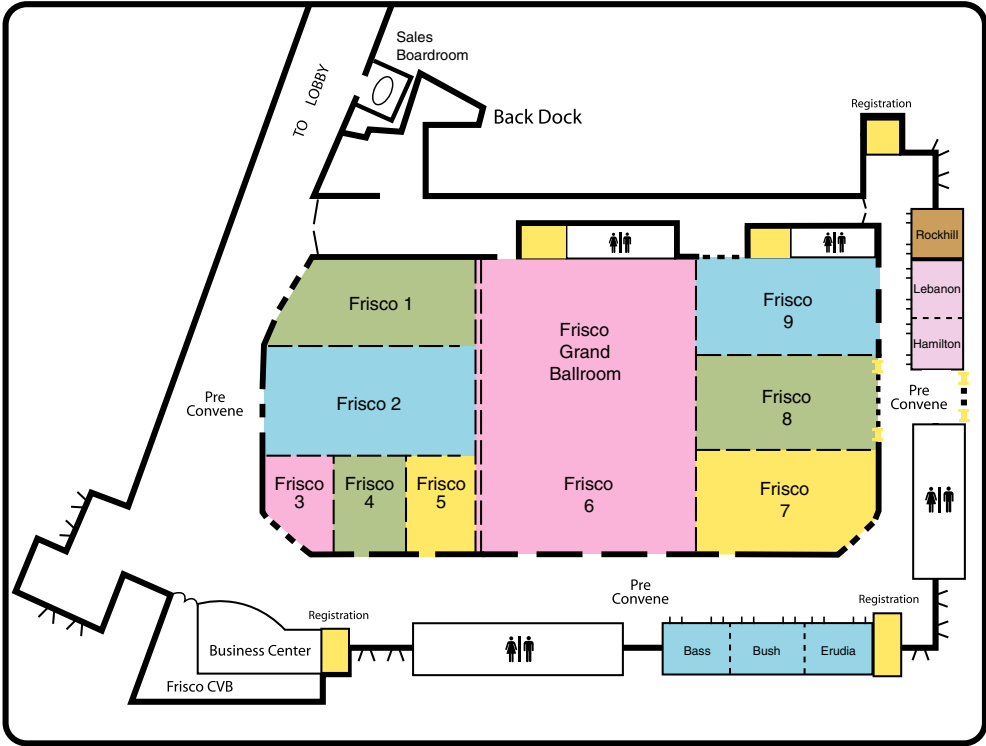 Sales
Boardroom
TO LOBBY
Back Dock
Registration
Rockhill
Lebanon
Hamilton
Frisco 1
Frisco
Grand
Ballroom
Frisco
9
Pre
Convene
Frisco 2
Frisco
8
Pre
Convene
Frisco
3
Frisco
4
Frisco
5
Frisco
6
Frisco
7
Pre
Convene
Registration
Registration
Business Center
Bass
Bush
Erudia
Frisco CVB